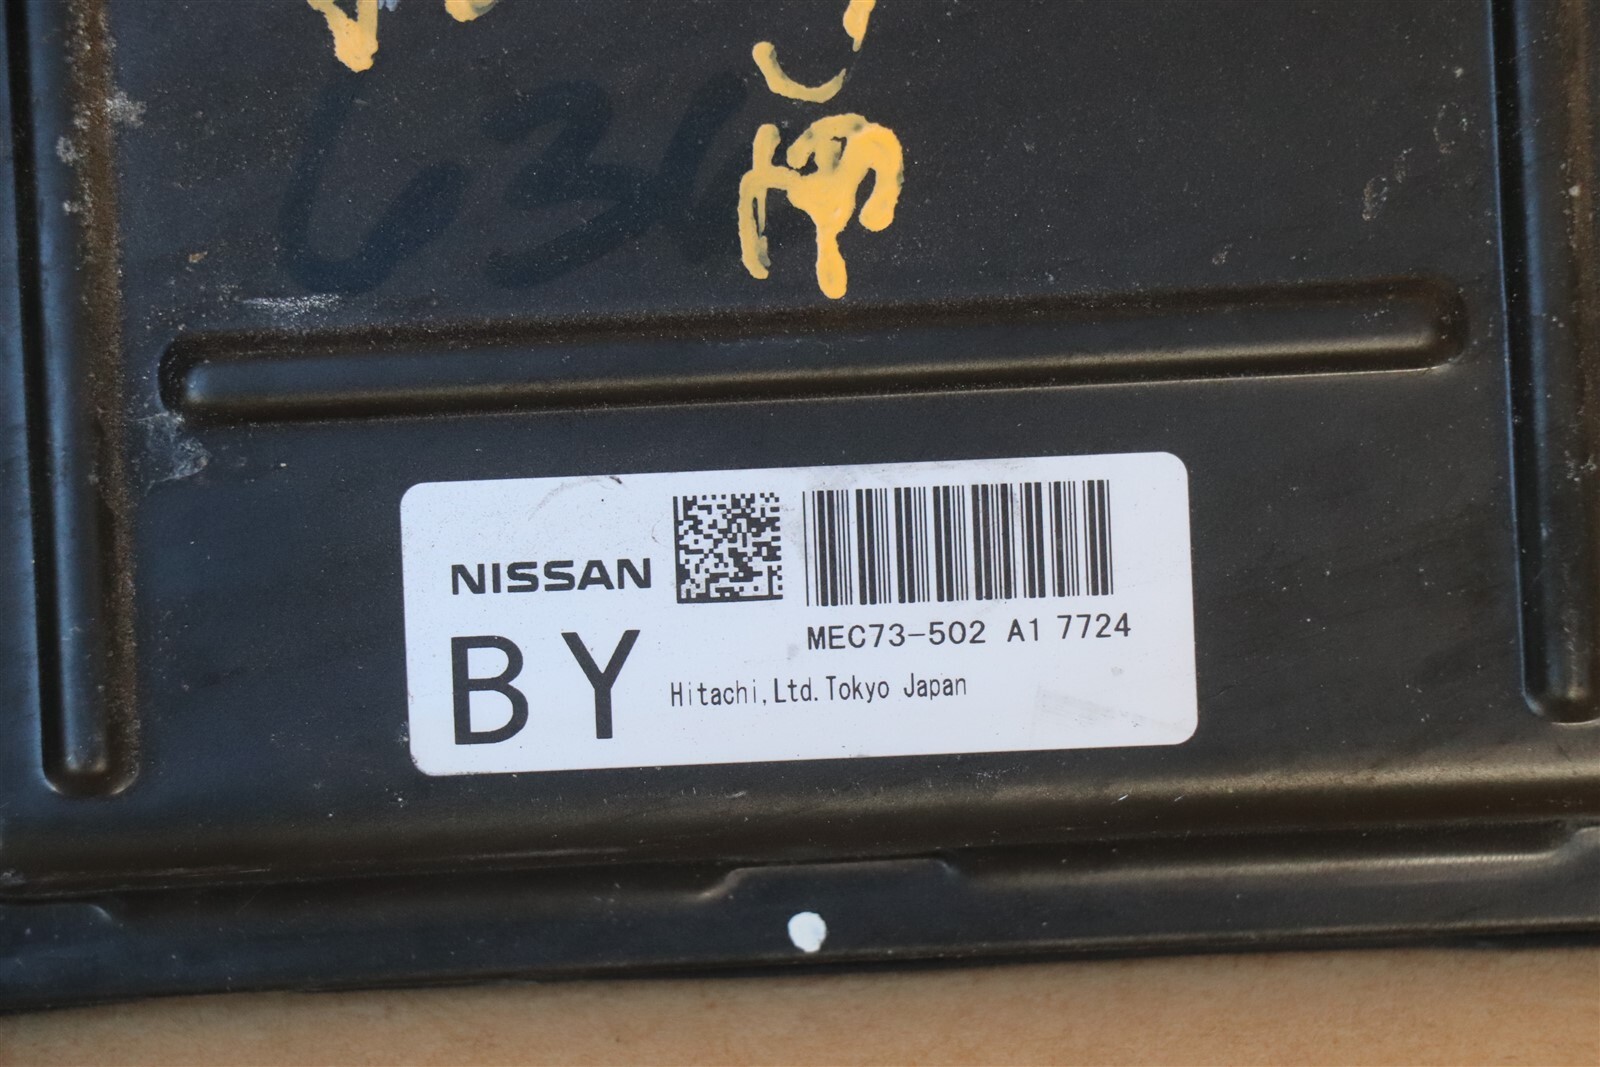 NISSAN
MEC73-502 A1 7724
BY
Hitachi,Ltd.Tokyo Japan